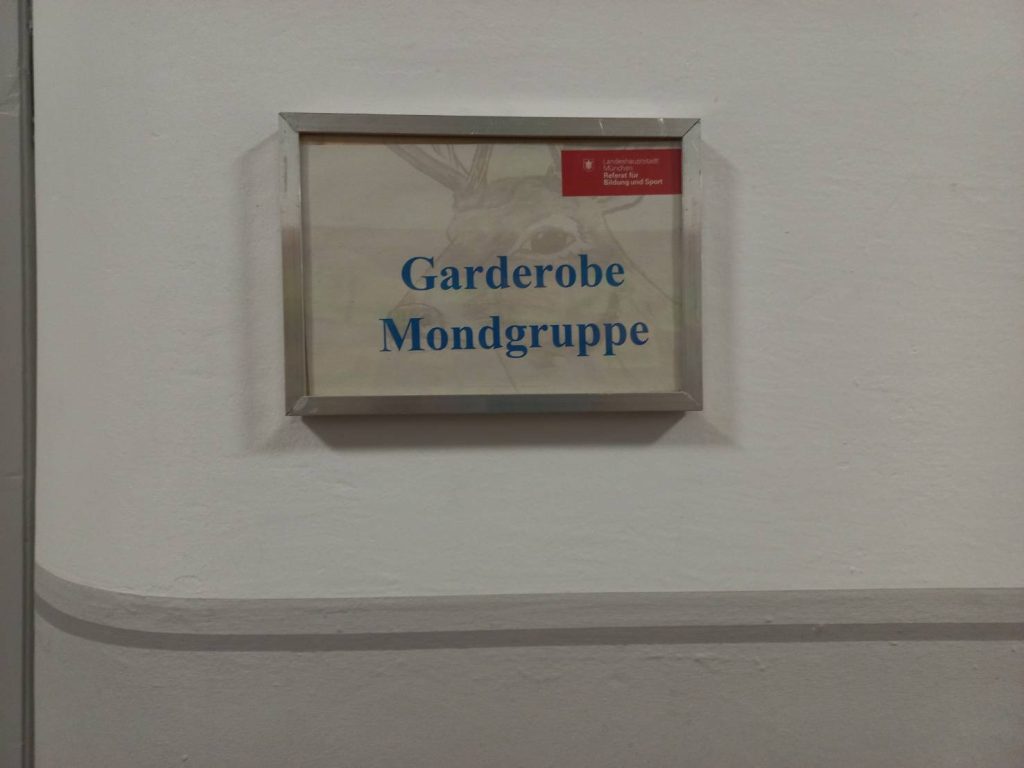 Landeshauptstadt
München
Referat für
Bildung und Sport
Garderobe
Mondgruppe